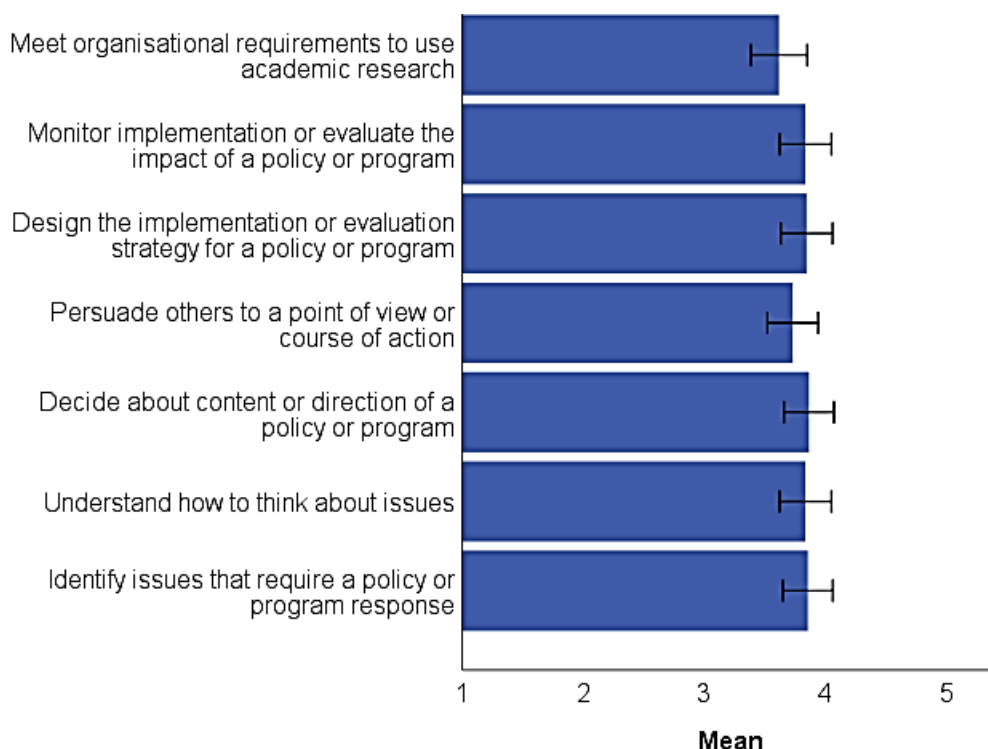 Meet organisational requirements to use
academic research
Monitor implementation or evaluate the
impact of a policy or program
Design the implementation or evaluation
strategy for a policy or program
Persuade others to a point of view or
course of action
Decide about content or direction of a
policy or program
Understand how to think about issues
Identify issues that require a policy or
program response
1 2 3 4 5
Mean